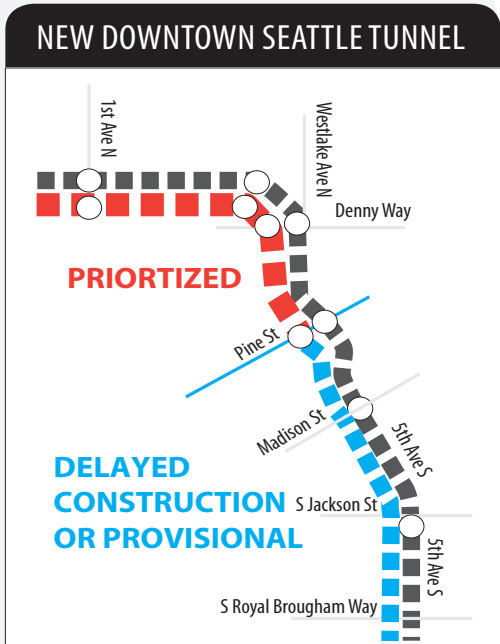 NEW DOWNTOWN SEATTLE TUNNEL
1st Ave N
Westlake Ave N
Denny Way
PRIORTIZED
Pine St
Madison St
5th Ave S
DELAYED
CONSTRUCTION
OR PROVISIONAL
S Jackson St
5th Ave S
S Royal Brougham Way